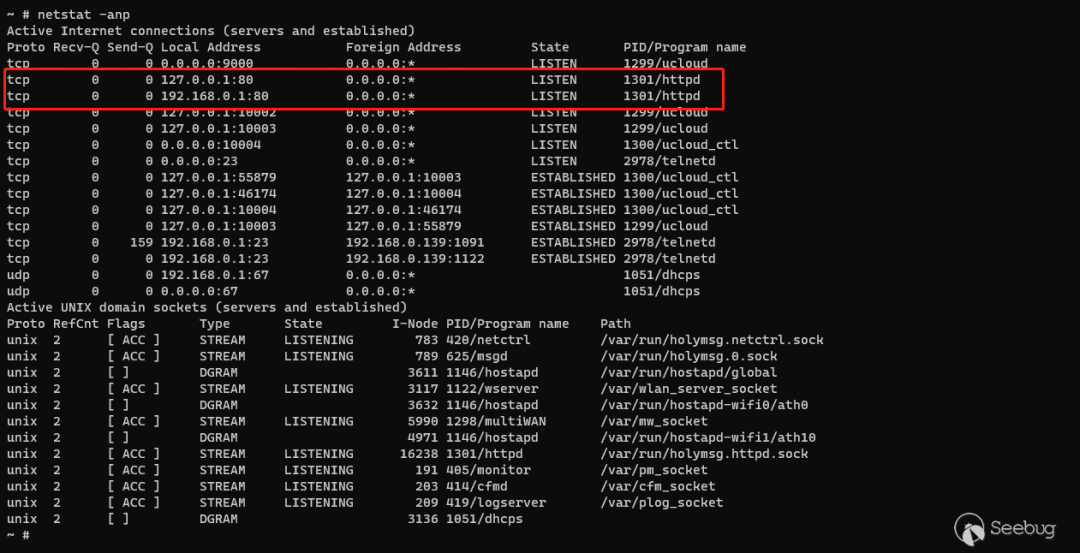 ~ # netstat -anp
Active Internet connections (servers and established)
Proto Recv-Q Send-Q Local Address           Foreign Address         State       PID/Program name
tcp        0      0 0.0.0.0:9000            0.0.0.0:*               LISTEN      1299/ucloud
tcp        0      0 127.0.0.1:80            0.0.0.0:*               LISTEN      1301/httpd
tcp        0      0 192.168.0.1:80          0.0.0.0:*               LISTEN      1301/httpd
tcp        0      0 127.0.0.1:10002         0.0.0.0:*               LISTEN      1299/ucloud
tcp        0      0 127.0.0.1:10003         0.0.0.0:*               LISTEN      1299/ucloud
tcp        0      0 0.0.0.0:10004           0.0.0.0:*               LISTEN      1300/ucloud_ctl
tcp        0      0 0.0.0.0:23              0.0.0.0:*               LISTEN      2978/telnetd
tcp        0      0 127.0.0.1:55879         127.0.0.1:10003         ESTABLISHED 1300/ucloud_ctl
tcp        0      0 127.0.0.1:46174         127.0.0.1:10004         ESTABLISHED 1300/ucloud_ctl
tcp        0      0 127.0.0.1:10004         127.0.0.1:46174         ESTABLISHED 1300/ucloud_ctl
tcp        0      0 127.0.0.1:10003         127.0.0.1:55879         ESTABLISHED 1299/ucloud
tcp        0    159 192.168.0.1:23          192.168.0.139:1091      ESTABLISHED 2978/telnetd
tcp        0      0 192.168.0.1:23          192.168.0.139:1122      ESTABLISHED 2978/telnetd
udp        0      0 192.168.0.1:67          0.0.0.0:*                           1051/dhcps
udp        0      0 0.0.0.0:67              0.0.0.0:*                           1051/dhcps
Active UNIX domain sockets (servers and established)
Proto RefCnt Flags       Type       State         I-Node PID/Program name    Path
unix  2      [ ACC ]     STREAM     LISTENING        783 420/netctrl         /var/run/holymsg.netctrl.sock
unix  2      [ ACC ]     STREAM     LISTENING        789 625/msgd            /var/run/holymsg.0.sock
unix  2      [ ]         DGRAM                      3611 1146/hostapd        /var/run/hostapd/global
unix  2      [ ACC ]     STREAM     LISTENING       3117 1122/wserver        /var/wlan_server_socket
unix  2      [ ]         DGRAM                      3632 1146/hostapd        /var/run/hostapd-wifi0/ath0
unix  2      [ ACC ]     STREAM     LISTENING       5990 1298/multiWAN       /var/mw_socket
unix  2      [ ]         DGRAM                      4971 1146/hostapd        /var/run/hostapd-wifi1/ath10
unix  2      [ ACC ]     STREAM     LISTENING      16238 1301/httpd          /var/run/holymsg.httpd.sock
unix  2      [ ACC ]     STREAM     LISTENING        191 405/monitor         /var/pm_socket
unix  2      [ ACC ]     STREAM     LISTENING        203 414/cfmd            /var/cfm_socket
unix  2      [ ACC ]     STREAM     LISTENING        209 419/logserver       /var/plog_socket
unix  2      [ ]         DGRAM                      3136 1051/dhcps
~ #
Seebug